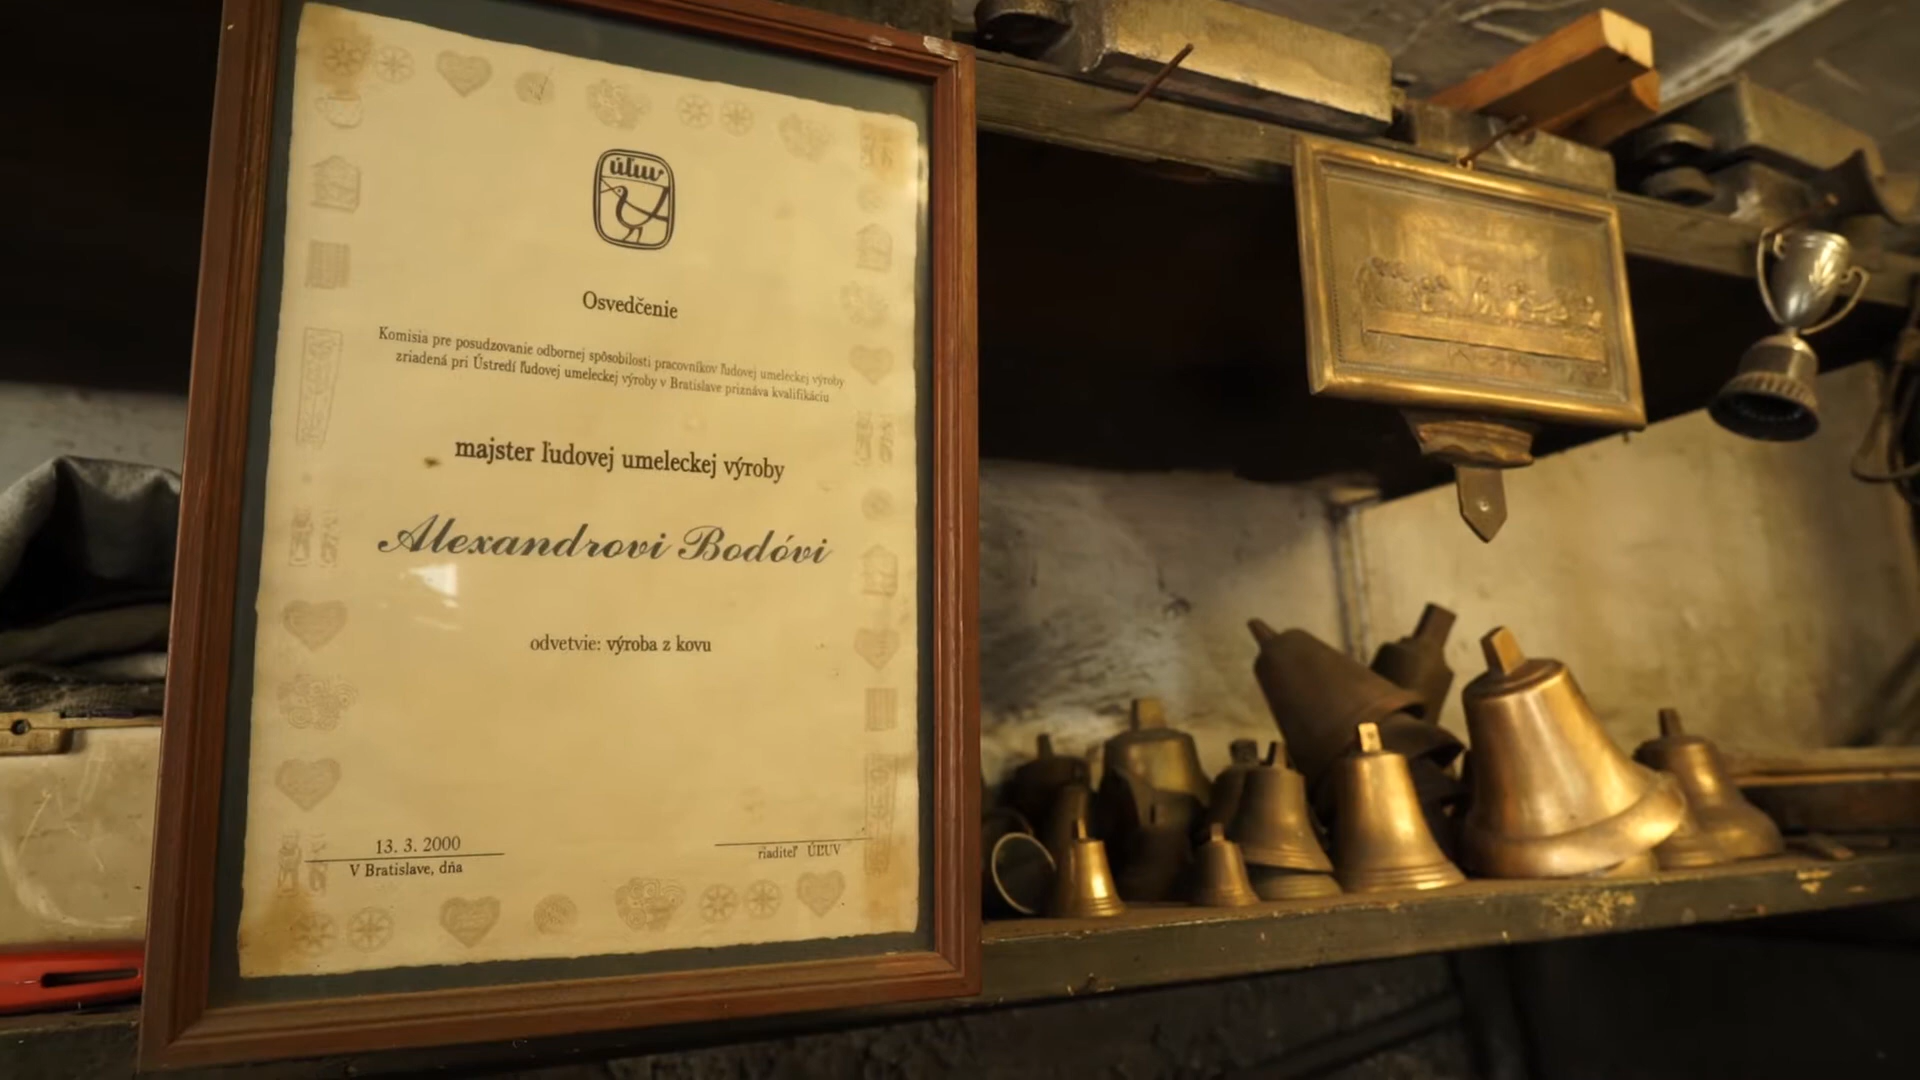 úľuv
Osvedčenie
Komisia pre posudzovanie odbornej spôsobilosti pracovníkov ľudovej umeleckej výroby
zriadená pri Ústredí ľudovej umeleckej výroby v Bratislave priznáva kvalifikáciu
majster ľudovej umeleckej výroby
Alexandrovi Bodóvi
odvetvie: výroba z kovu
13. 3. 2000
V Bratislave, dňa
riaditeľ ÚĽUV